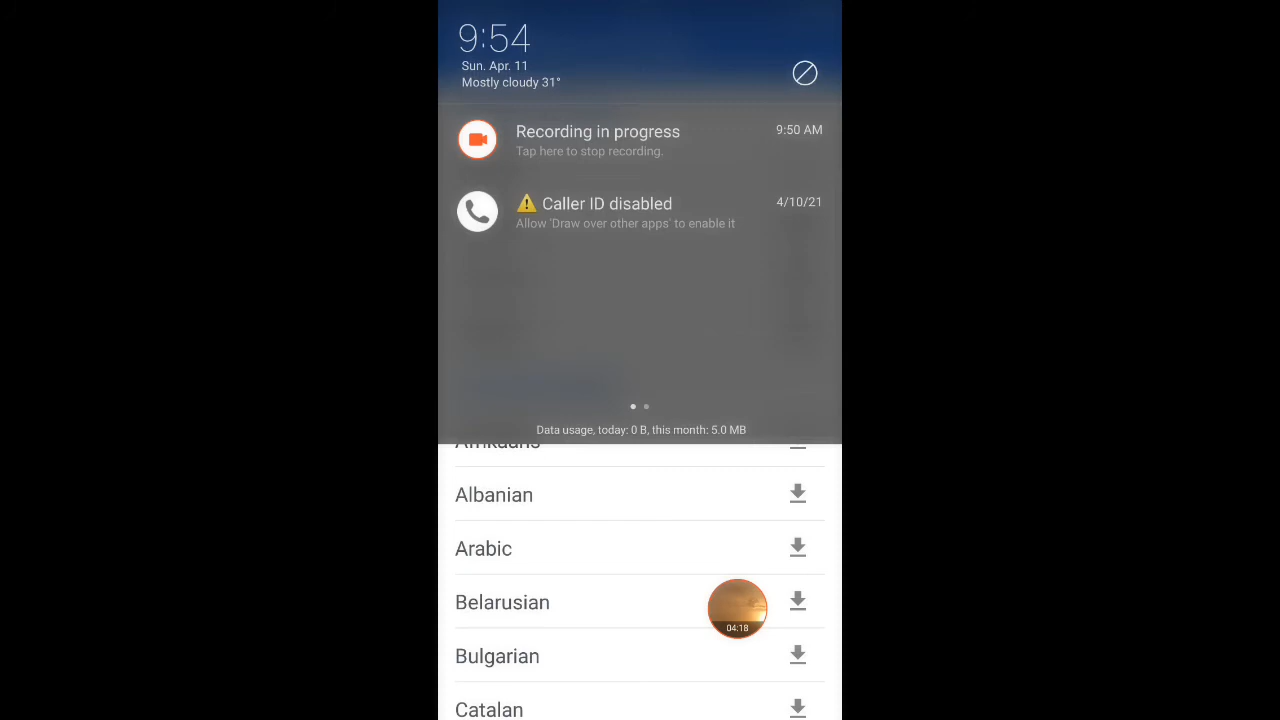 9:54
Sun. Apr. 11
Mostly cloudy 31°
Recording in progress
9:50 AM
Tap here to stop recording.
⚠ Caller ID disabled
4/10/21
Allow 'Draw over other apps' to enable it
Data usage, today: 0 B, this month: 5.0 MB
Afrikaans
Albanian
Arabic
Belarusian
04:18
Bulgarian
Catalan